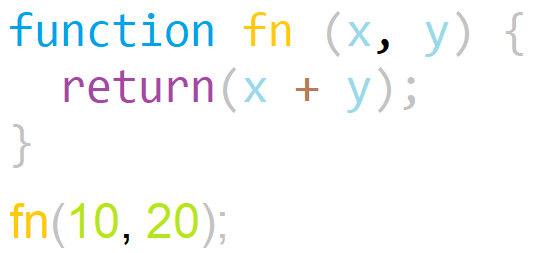 function fn (x, y) {
  return(x + y);
}
fn(10, 20);